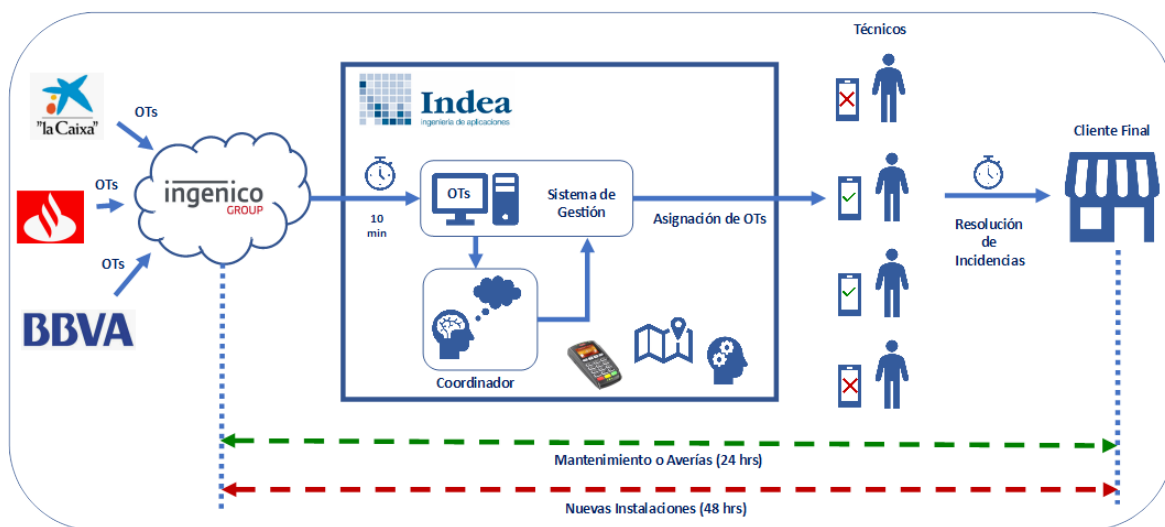 Técnicos
"la Caixa"
OTs
OTs
OTs
BBVA
ingenico
GROUP
Indea
ingeniería de aplicaciones
10
min
OTs
Sistema de
Gestión
Coordinador
Asignación de OTs
Resolución
de
Incidencias
Cliente Final
Mantenimiento o Averías (24 hrs)
Nuevas Instalaciones (48 hrs)